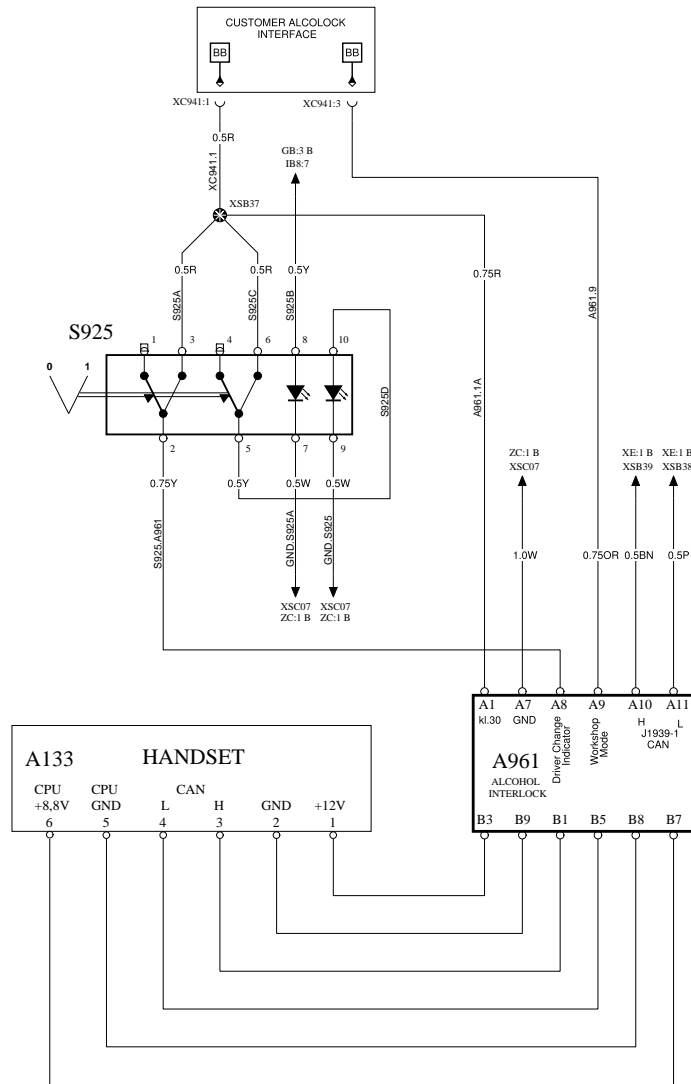 CUSTOMER ALCOLOCK
INTERFACE
BB BB
XC941:1 XC941:3
0.5R
XC941.1
GB:3 B
IB8:7
XSB37
0.5R 0.5R 0.5Y 0.75R
S925A S925C S925B A961.1A A961.9
S925
1 3 4 6 8 10
0 1
S925D
2 5 7 9
0.75Y 0.5Y 0.5W 0.5W
S925.A961 GND.S925A GND.S925
XSC07 XSC07
ZC:1 B ZC:1 B
ZC:1 B XE:1 B XE:1 B
XSC07 XSB39 XSB38
1.0W 0.75OR 0.5BN 0.5P
A1 A7 A8 A9 A10 A11
kl.30 GND Driver Change
Indicator Workshop
Mode H L
J1939-1
CAN
A961
ALCOHOL
INTERLOCK
B3 B9 B1 B5 B8 B7
A133 HANDSET
CPU CPU CAN
+8,8V GND L H GND +12V
6 5 4 3 2 1